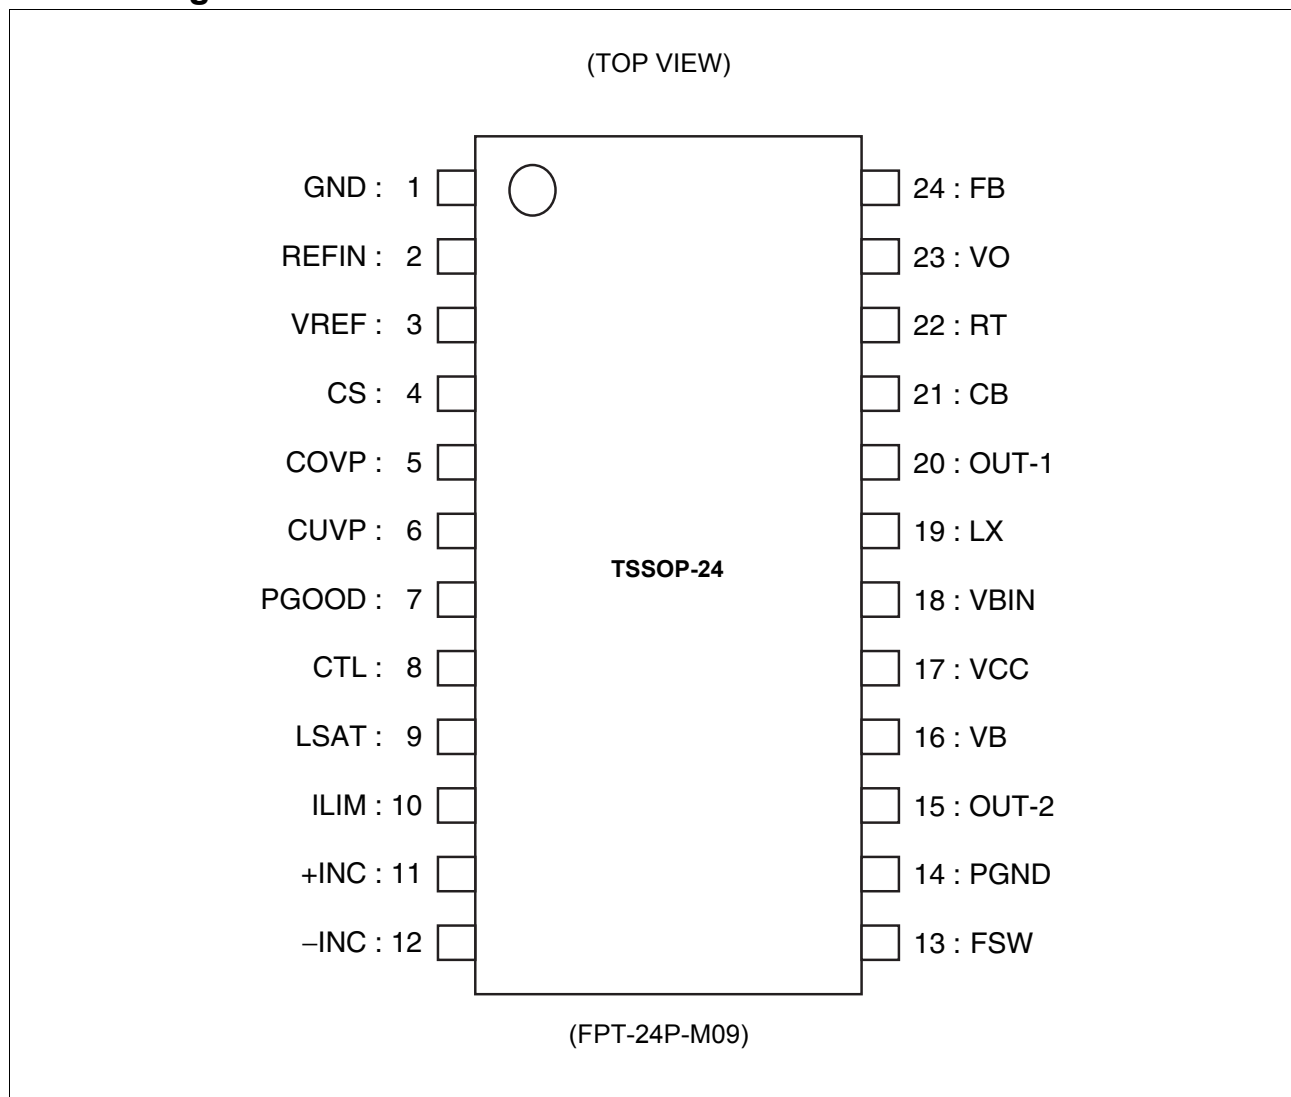 (TOP VIEW)
GND : 1
REFIN : 2
VREF : 3
CS : 4
COVP : 5
CUVP : 6
PGOOD : 7
CTL : 8
LSAT : 9
ILIM : 10
+INC : 11
−INC : 12
24 : FB
23 : VO
22 : RT
21 : CB
20 : OUT-1
19 : LX
18 : VBIN
17 : VCC
16 : VB
15 : OUT-2
14 : PGND
13 : FSW
TSSOP-24
(FPT-24P-M09)